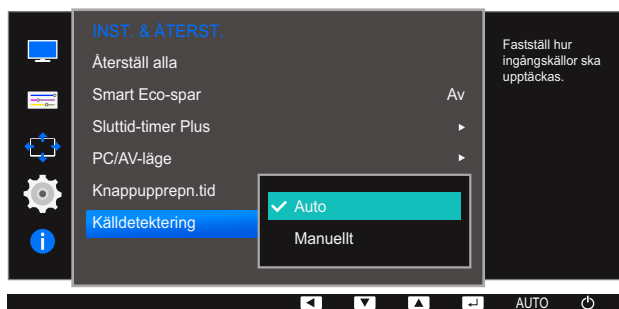 INST. & ÅTERST.
Återställ alla
Smart Eco-spar Av
Sluttid-timer Plus
PC/AV-läge
Knappupprepn.tid
Källdetektering
Auto
Manuellt
Fastställ hur
ingångskällor ska
upptäckas.
AUTO